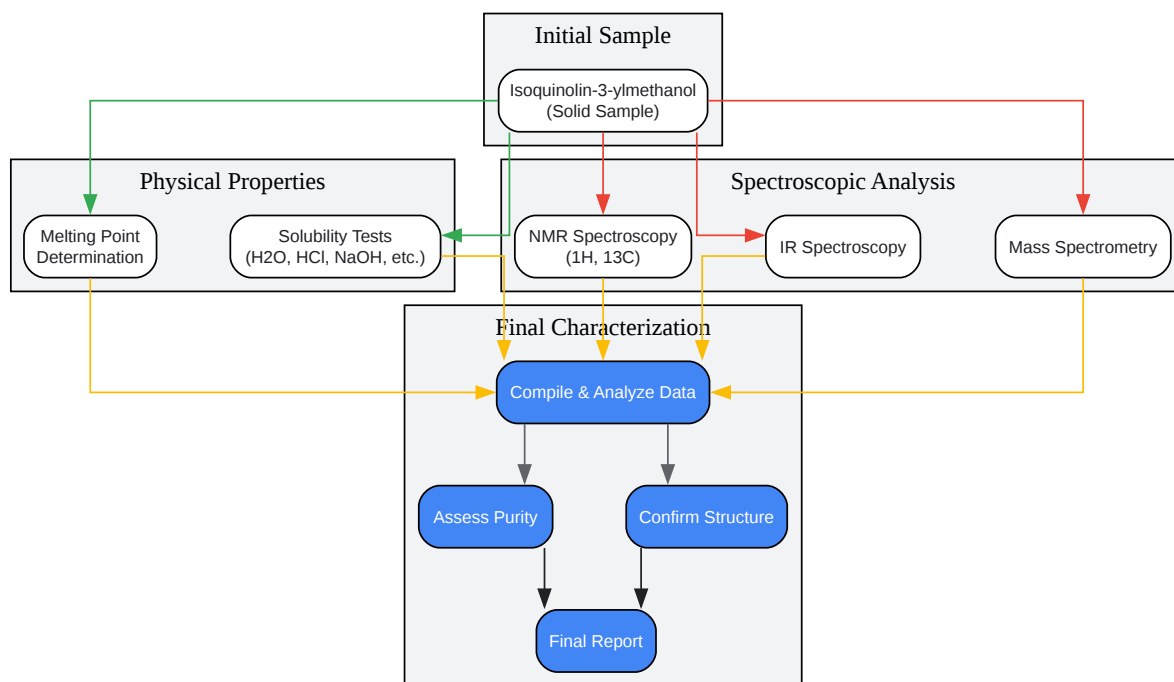 Initial Sample
Isoquinolin-3-ylmethanol
(Solid Sample)
Physical Properties
Spectroscopic Analysis
Melting Point
Determination
Solubility Tests
(H2O, HCl, NaOH, etc.)
NMR Spectroscopy
(1H, 13C)
IR Spectroscopy
Mass Spectrometry
Final Characterization
Compile & Analyze Data
Assess Purity
Confirm Structure
Final Report